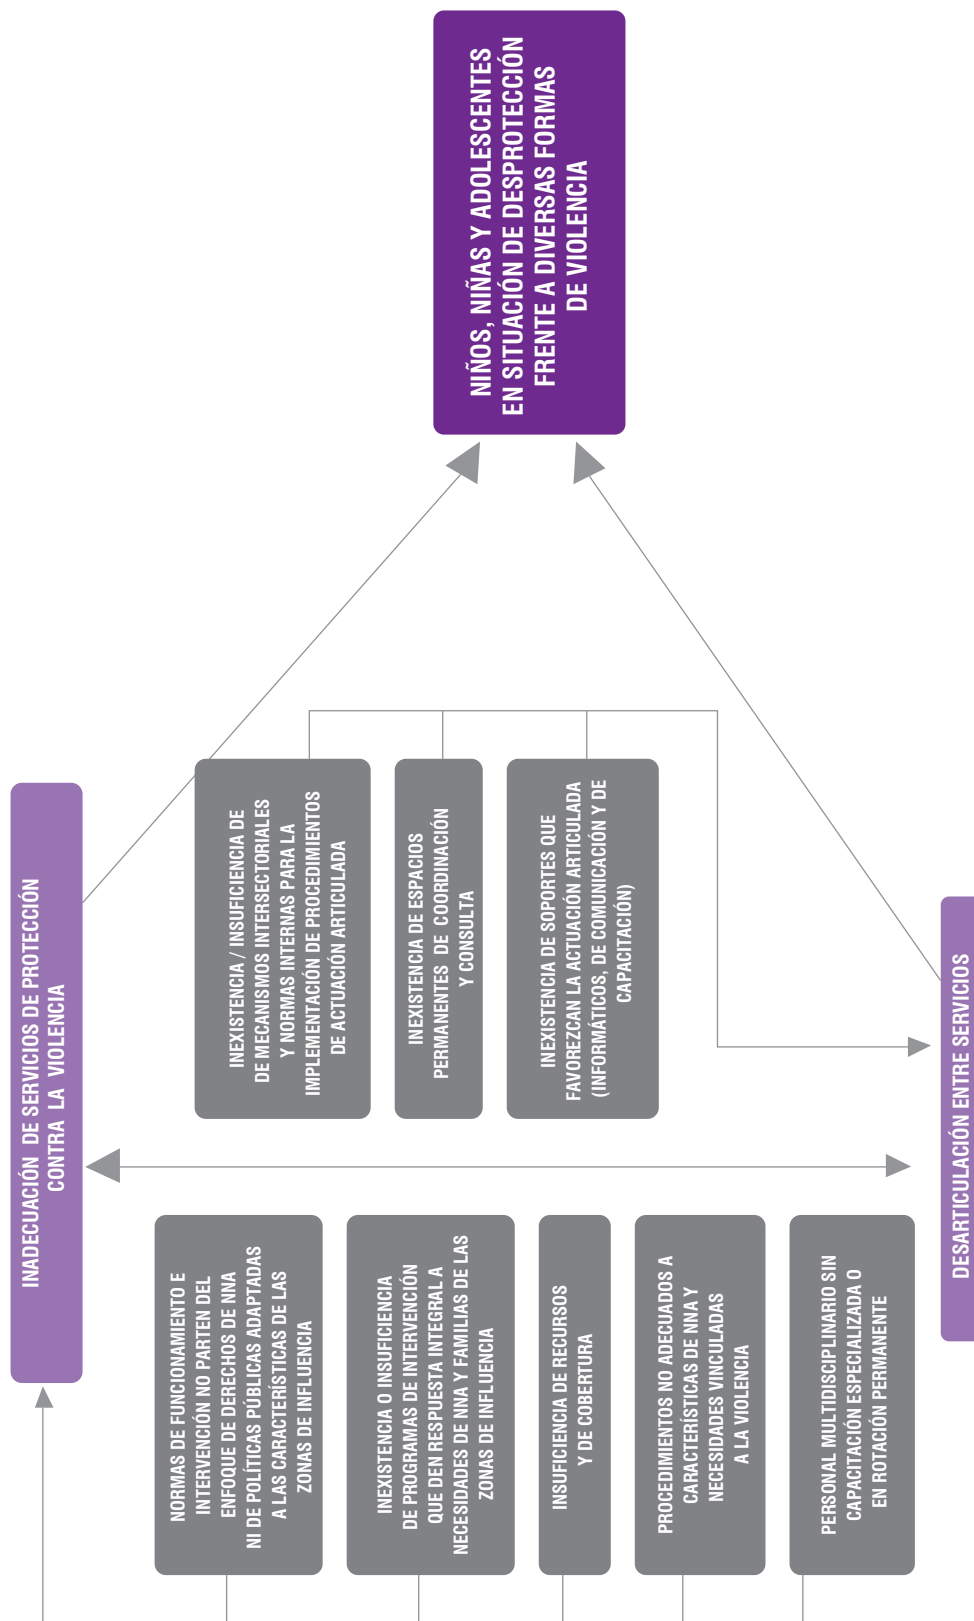 NIÑOS, NIÑAS Y ADOLESCENTES
EN SITUACIÓN DE DESPROTECCIÓN
FRENTE A DIVERSAS FORMAS
DE VIOLENCIA
INADECUACIÓN DE SERVICIOS DE PROTECCIÓN
CONTRA LA VIOLENCIA
INEXISTENCIA / INSUFICIENCIA DE
DE MECANISMOS INTERSECTORIALES
Y NORMAS INTERNAS PARA LA
IMPLEMENTACIÓN DE PROCEDIMIENTOS
DE ACTUACIÓN ARTICULADA
INEXISTENCIA DE ESPACIOS
PERMANENTES DE COORDINACIÓN
Y CONSULTA
INEXISTENCIA DE SOPORTES QUE
FAVOREZCAN LA ACTUACIÓN ARTICULADA
(INFORMÁTICOS, DE COMUNICACIÓN Y DE
CAPACITACIÓN)
DESARTICULACIÓN ENTRE SERVICIOS
NORMAS DE FUNCIONAMIENTO E
INTERVENCIÓN NO PARTEN DEL
ENFOQUE DE DERECHOS DE NNA
NI DE POLÍTICAS PÚBLICAS ADAPTADAS
A LAS CARACTERÍSTICAS DE LAS
ZONAS DE INFLUENCIA
INEXISTENCIA O INSUFICIENCIA
DE PROGRAMAS DE INTERVENCIÓN
QUE DEN RESPUESTA INTEGRAL A
NECESIDADES DE NNA Y FAMILIAS DE LAS
ZONAS DE INFLUENCIA
INSUFICIENCIA DE RECURSOS
Y DE COBERTURA
PROCEDIMIENTOS NO ADECUADOS A
CARACTERÍSTICAS DE NNA Y
NECESIDADES VINCULADAS
A LA VIOLENCIA
PERSONAL MULTIDISCIPLINARIO SIN
CAPACITACIÓN ESPECIALIZADA O
EN ROTACIÓN PERMANENTE